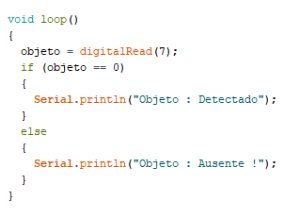 void loop()
{
  objeto = digitalRead(7);
  if (objeto == 0)
  {
    Serial.println("Objeto : Detectado");
  }
  else
  {
    Serial.println("Objeto : Ausente !");
  }
}